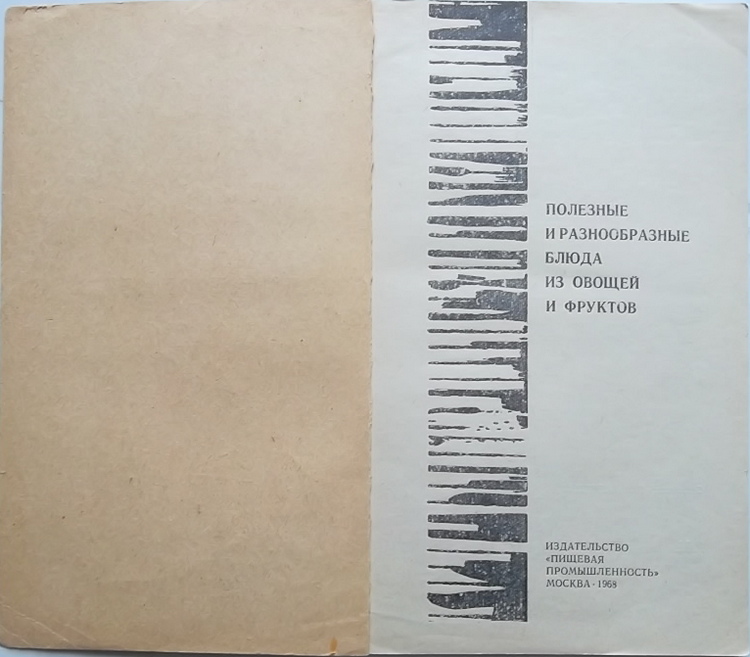 ПОЛЕЗНЫЕ
И РАЗНООБРАЗНЫЕ
БЛЮДА
ИЗ ОВОЩЕЙ
И ФРУКТОВ
ИЗДАТЕЛЬСТВО
«ПИЩЕВАЯ
ПРОМЫШЛЕННОСТЬ»
МОСКВА · 1968